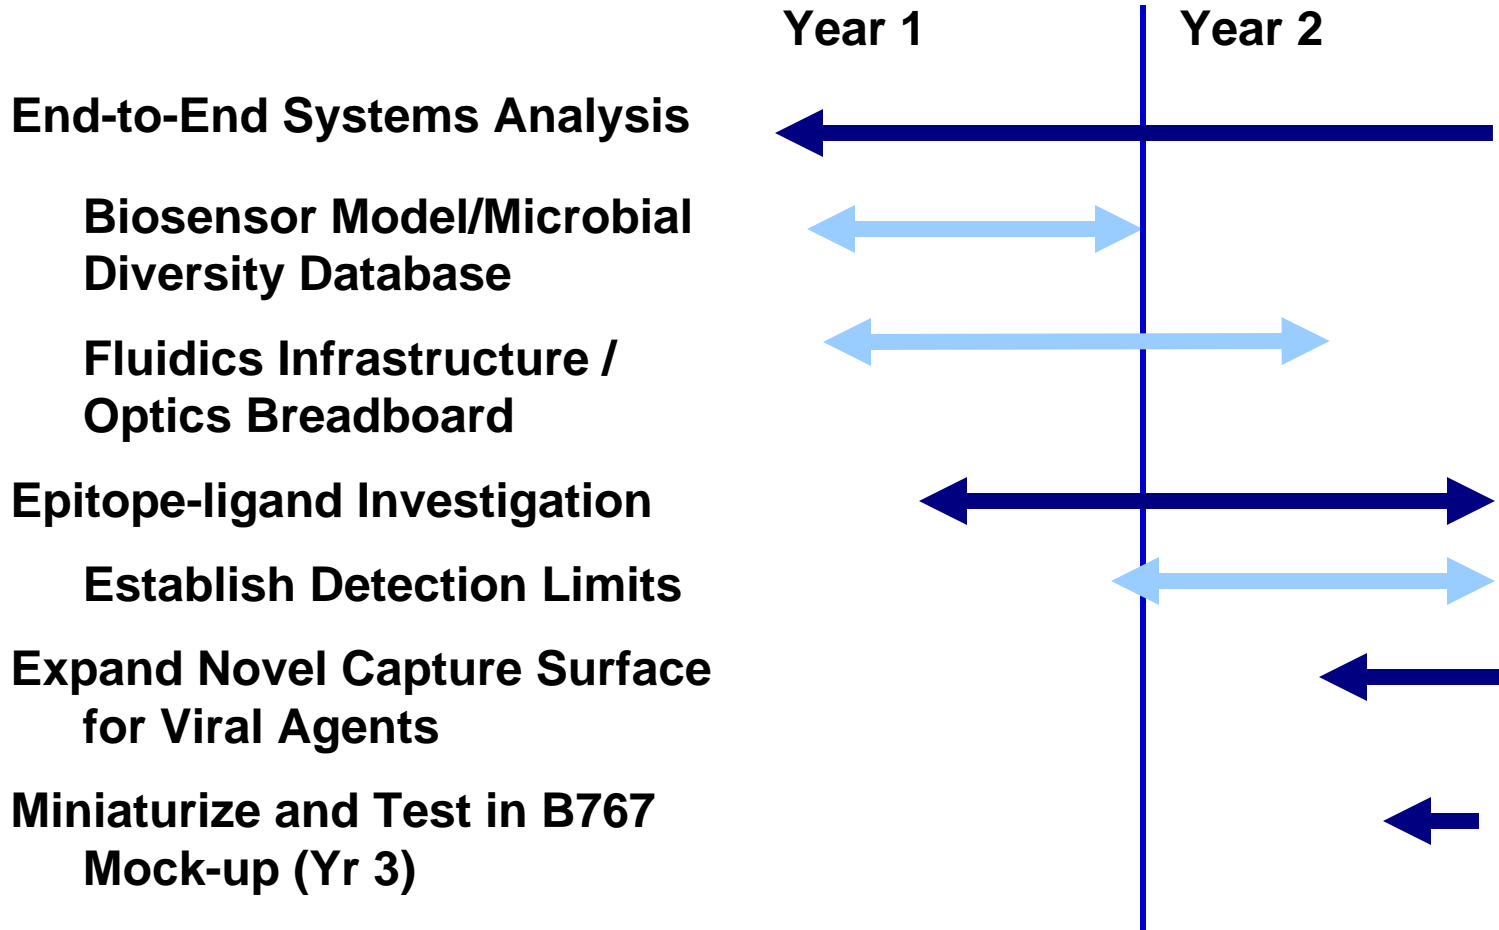 Year 1 Year 2
End-to-End Systems Analysis
Biosensor Model/Microbial
Diversity Database
Fluidics Infrastructure /
Optics Breadboard
Epitope-ligand Investigation
Establish Detection Limits
Expand Novel Capture Surface
for Viral Agents
Miniaturize and Test in B767
Mock-up (Yr 3)